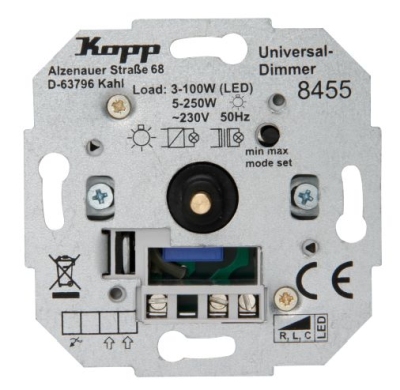 Kopp
Alzenauer Straße 68
D-63796 Kahl
Universal-
Dimmer
8455
Load: 3-100W (LED)
5-250W
~230V 50Hz
min max
mode set
CE
R, L, C
LED